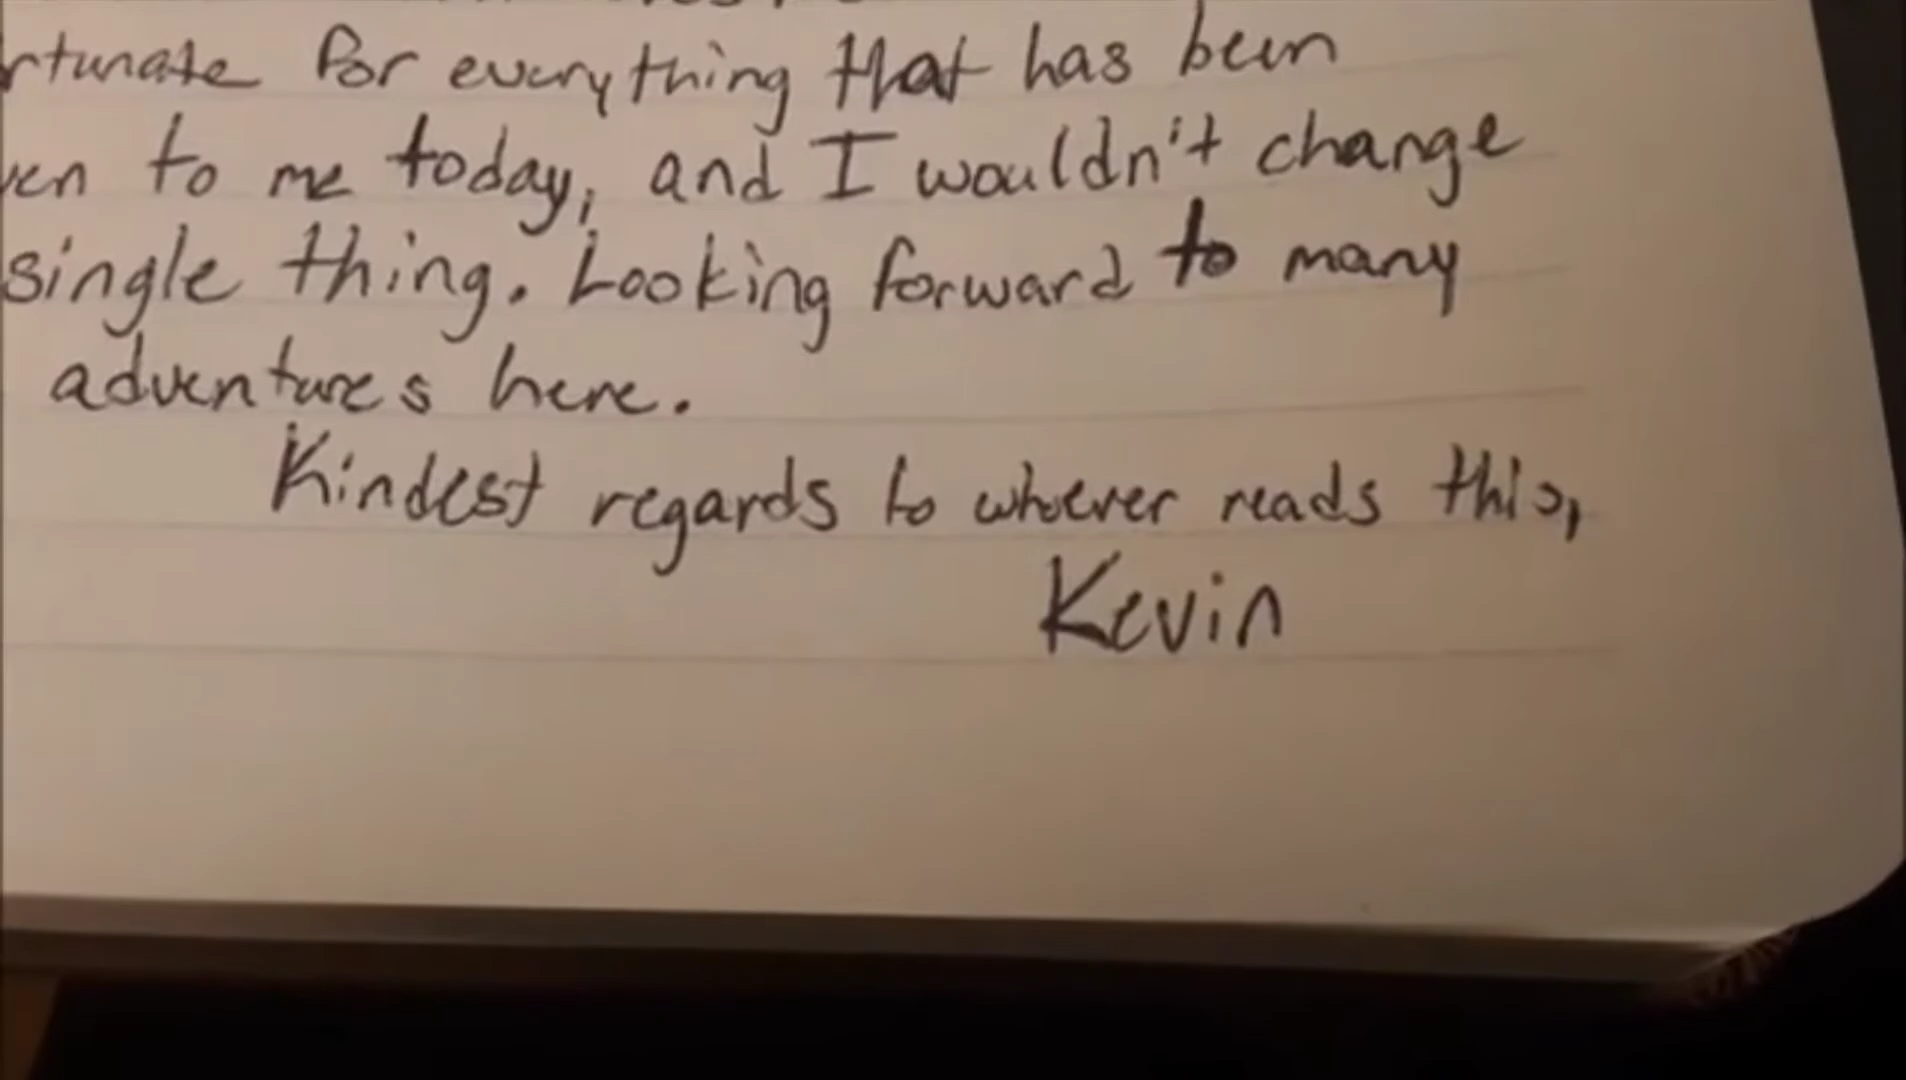 rtunate for everything that has been
ven to me today, and I wouldn't change
single thing. Looking forward to many
adventures here.
Kindest regards to whoever reads this,
Kevin